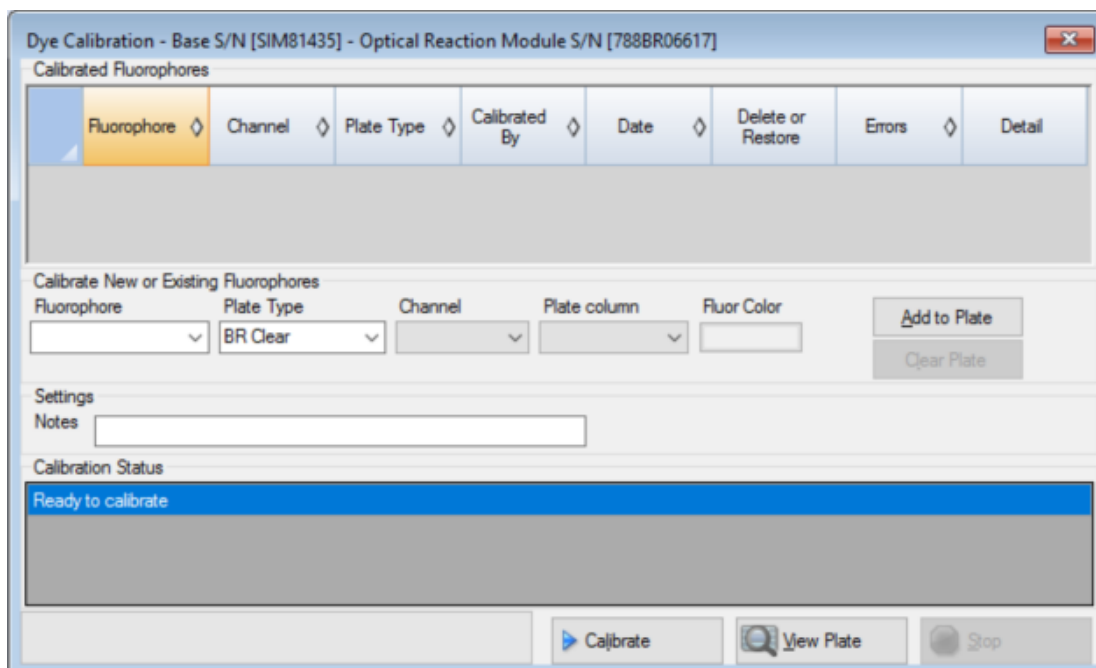 Dye Calibration - Base S/N [SIM81435] - Optical Reaction Module S/N [788BR06617]
Calibrated Fluorophores
Fluorophore Channel Plate Type Calibrated By Date Delete or Restore Errors Detail
Calibrate New or Existing Fluorophores
Fluorophore Plate Type Channel Plate column Fluor Color
BR Clear
Add to Plate
Clear Plate
Settings
Notes
Calibration Status
Ready to calibrate
Calibrate View Plate Stop